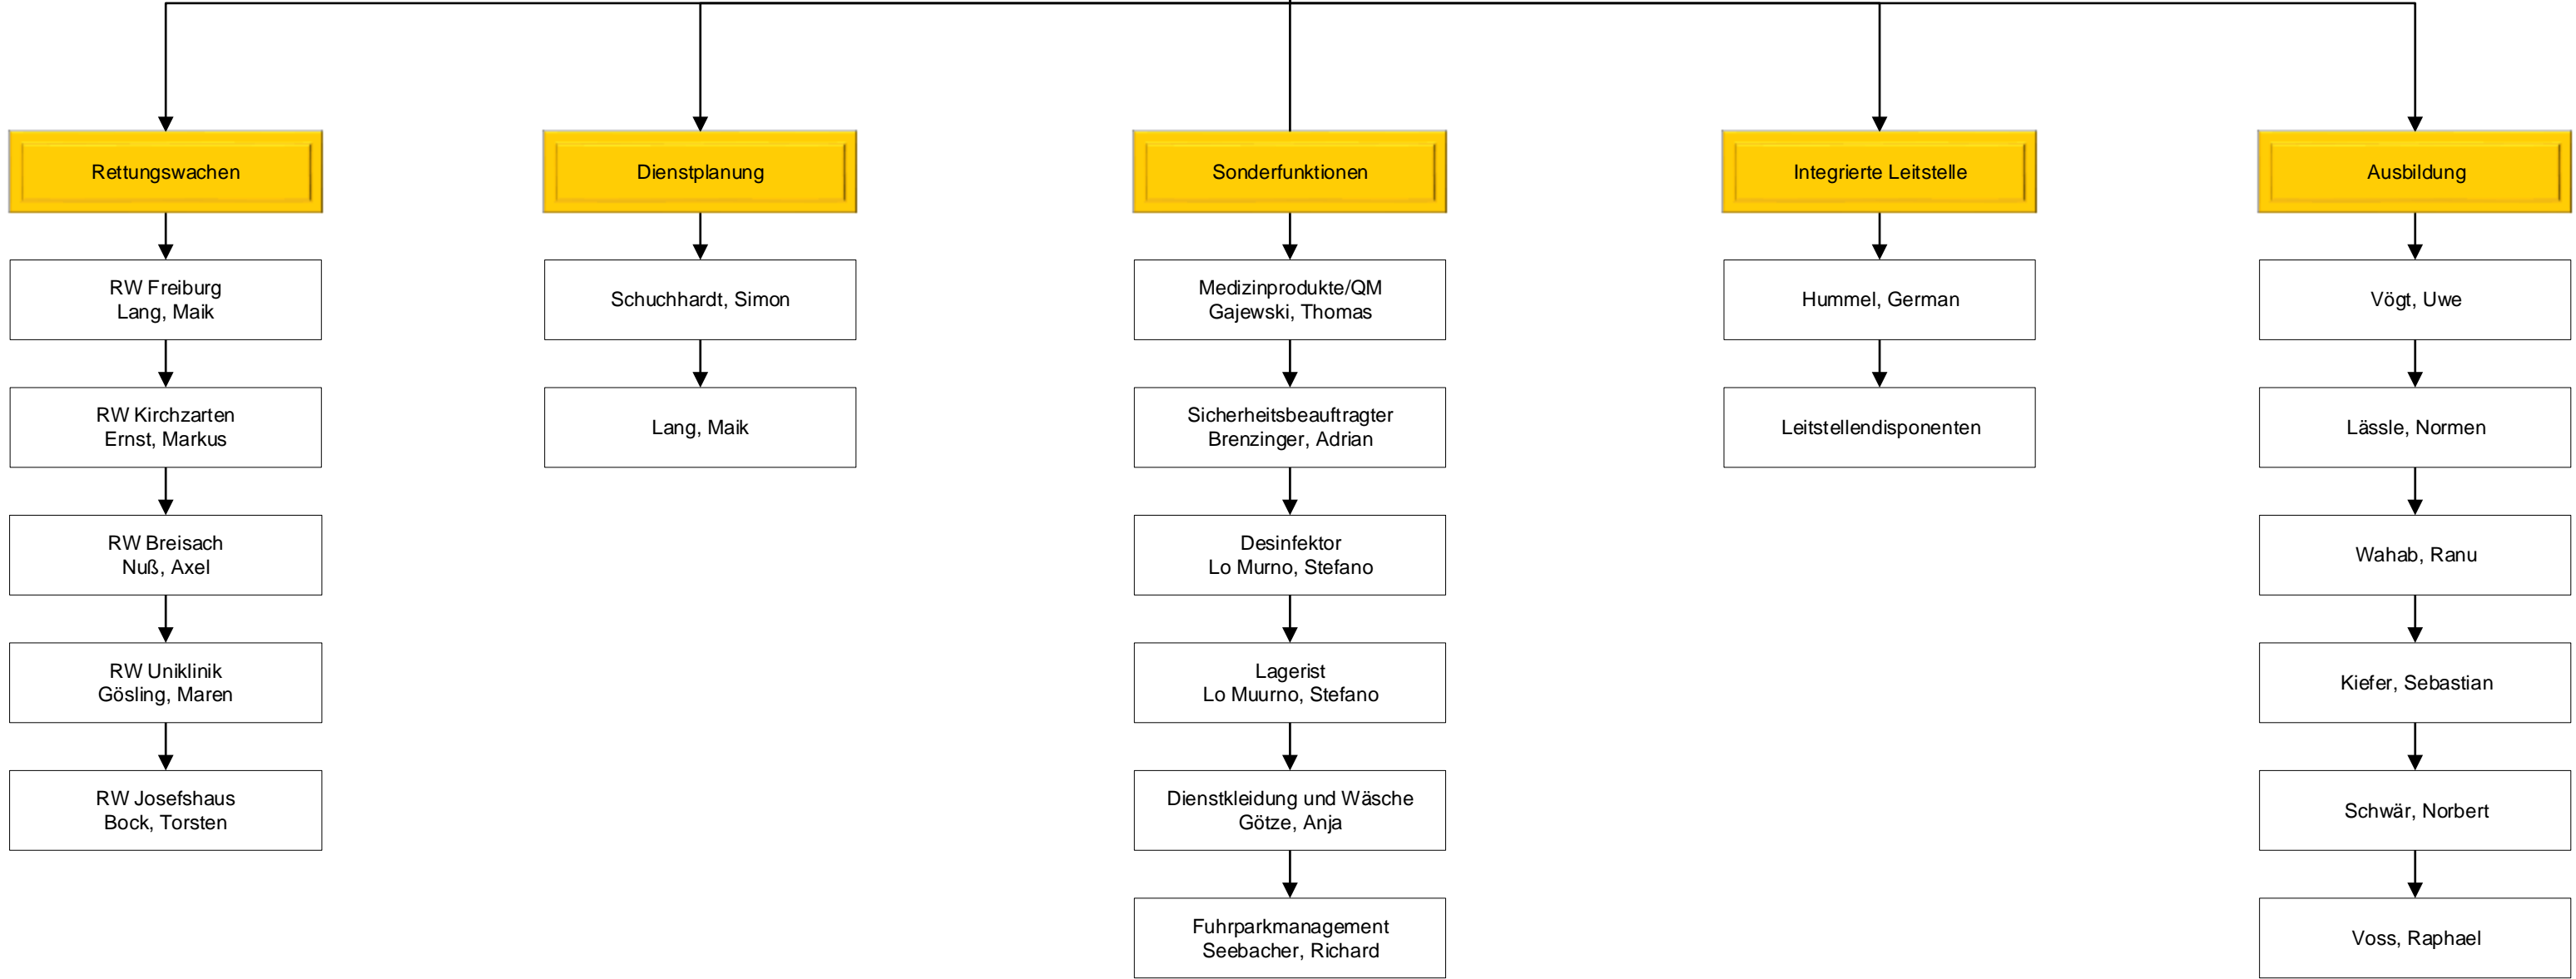 Rettungswachen
RW Freiburg
Lang, Maik
RW Kirchzarten
Ernst, Markus
RW Breisach
Nuß, Axel
RW Uniklinik
Gösling, Maren
RW Josefshaus
Bock, Torsten
Dienstplanung
Schuchhardt, Simon
Lang, Maik
Sonderfunktionen
Medizinprodukte/QM
Gajewski, Thomas
Sicherheitsbeauftragter
Brenzinger, Adrian
Desinfektor
Lo Murno, Stefano
Lagerist
Lo Muurno, Stefano
Dienstkleidung und Wäsche
Götze, Anja
Fuhrparkmanagement
Seebacher, Richard
Integrierte Leitstelle
Hummel, German
Leitstellendisponenten
Ausbildung
Vögt, Uwe
Lässle, Normen
Wahab, Ranu
Kiefer, Sebastian
Schwär, Norbert
Voss, Raphael